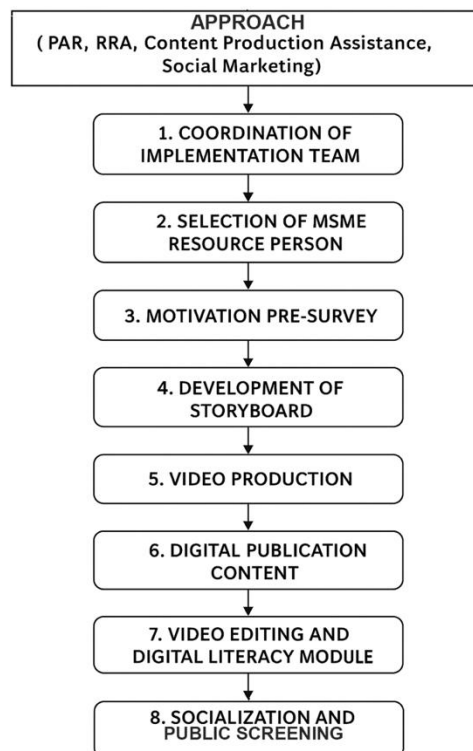 APPROACH
( PAR, RRA, Content Production Assistance,
Social Marketing)
1. COORDINATION OF
IMPLEMENTATION TEAM
2. SELECTION OF MSME
RESOURCE PERSON
3. MOTIVATION PRE-SURVEY
4. DEVELOPMENT OF
STORYBOARD
5. VIDEO PRODUCTION
6. DIGITAL PUBLICATION
CONTENT
7. VIDEO EDITING AND
DIGITAL LITERACY MODULE
8. SOCIALIZATION AND
PUBLIC SCREENING